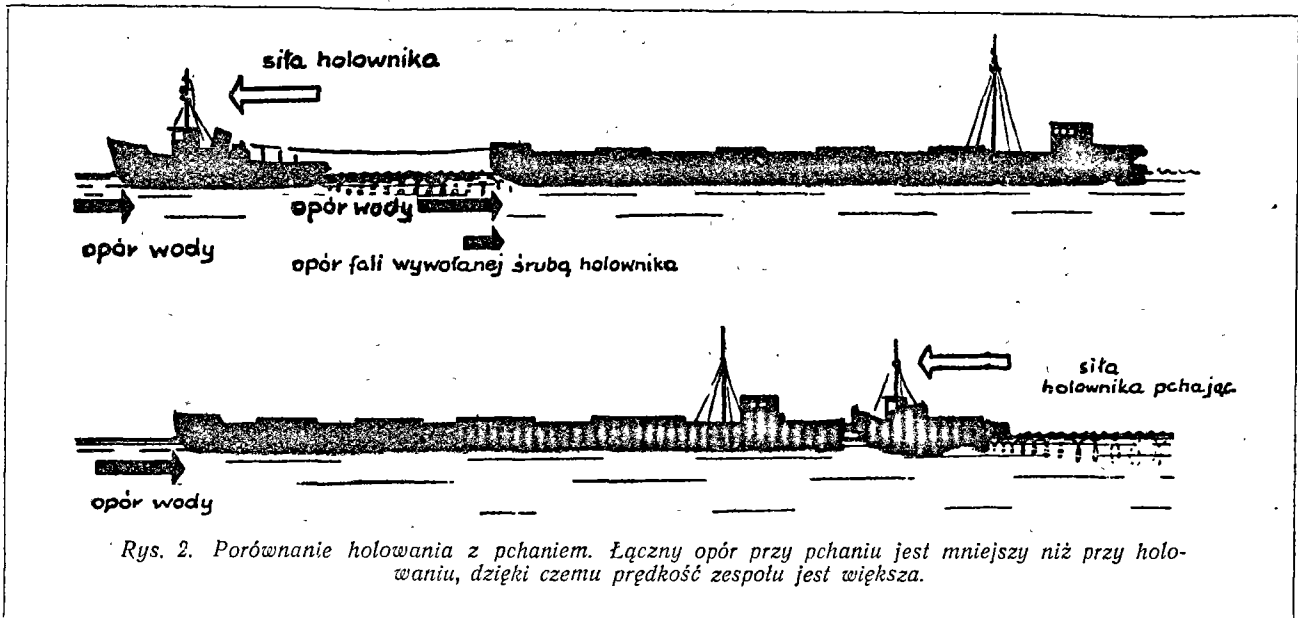 siła holownika
opór wody
opór wody
opór fali wywołanej śrubą holownika
siła
holownika pchając
opór wody
Rys. 2. Porównanie holowania z pchaniem. Łączny opór przy pchaniu jest mniejszy niż przy holo-
waniu, dzięki czemu prędkość zespołu jest większa.